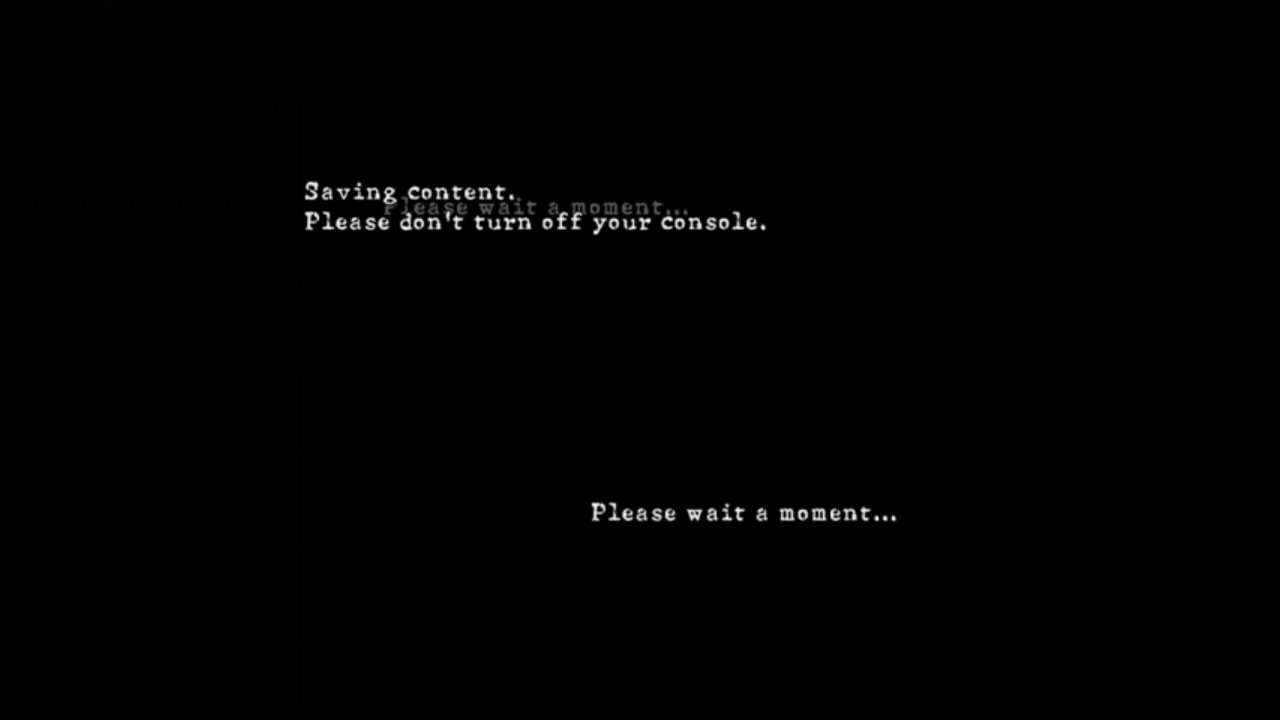 Saving content.
Please wait a moment...
Please don't turn off your console.
Please wait a moment...